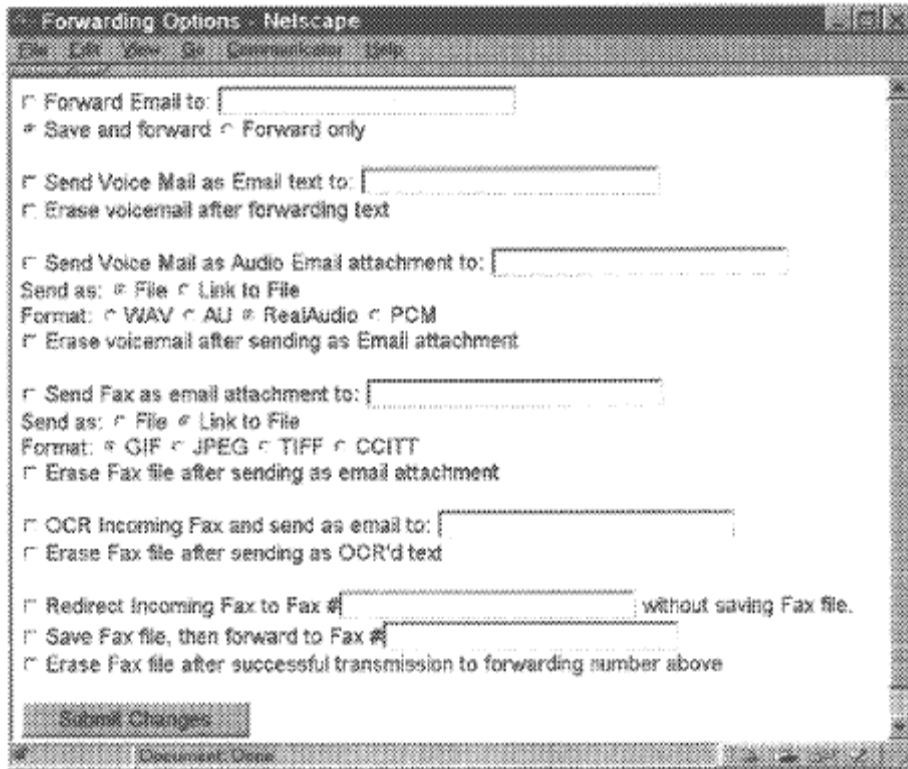 Forwarding Options - Netscape
File Edit View Go Communicator Help
Forward Email to:
Save and forward Forward only
Send Voice Mail as Email text to:
Erase voicemail after forwarding text
Send Voice Mail as Audio Email attachment to:
Send as: File Link to File
Format: WAV AU RealAudio PCM
Erase voicemail after sending as Email attachment
Send Fax as email attachment to:
Send as: File Link to File
Format: GIF JPEG TIFF CCITT
Erase Fax file after sending as email attachment
OCR Incoming Fax and send as email to:
Erase Fax file after sending as OCR'd text
Redirect Incoming Fax to Fax # without saving Fax file.
Save Fax file, then forward to Fax #
Erase Fax file after successful transmission to forwarding number above
Submit Changes
Document: Done